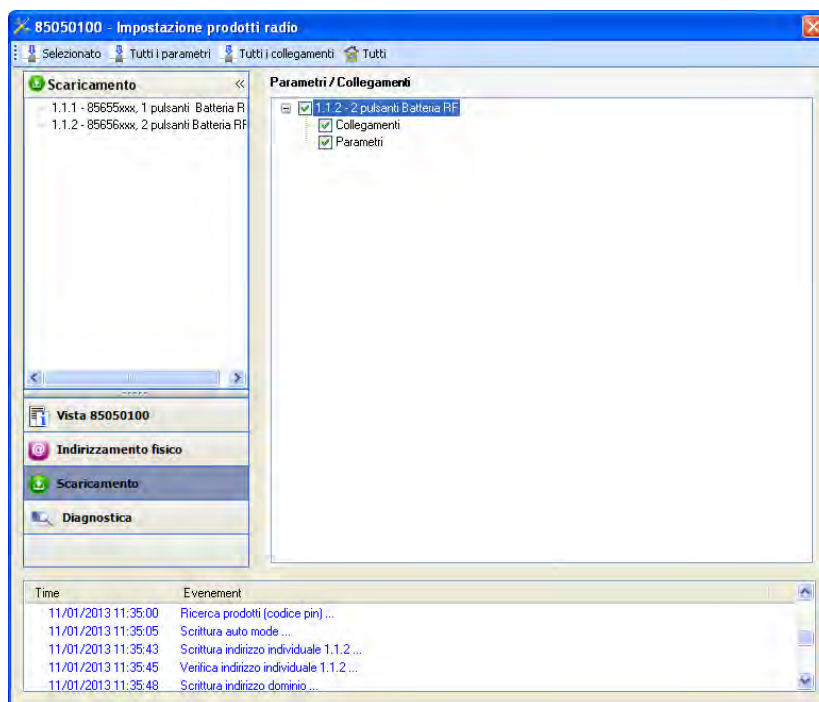 85050100 - Impostazione prodotti radio
Selezionato Tutti i parametri Tutti i collegamenti Tutti
Scaricamento «
1.1.1 - 85655xxx, 1 pulsanti Batteria R
1.1.2 - 85656xxx, 2 pulsanti Batteria RF
Parametri / Collegamenti
1.1.2 - 2 pulsanti Batteria RF
Collegamenti
Parametri
Vista 85050100
Indirizzamento fisico
Scaricamento
Diagnostica
Time Evenement
11/01/2013 11:35:00 Ricerca prodotti (codice pin) ...
11/01/2013 11:35:05 Scrittura auto mode ...
11/01/2013 11:35:43 Scrittura indirizzo individuale 1.1.2 ...
11/01/2013 11:35:45 Verifica indirizzo individuale 1.1.2 ...
11/01/2013 11:35:48 Scrittura indirizzo dominio ...